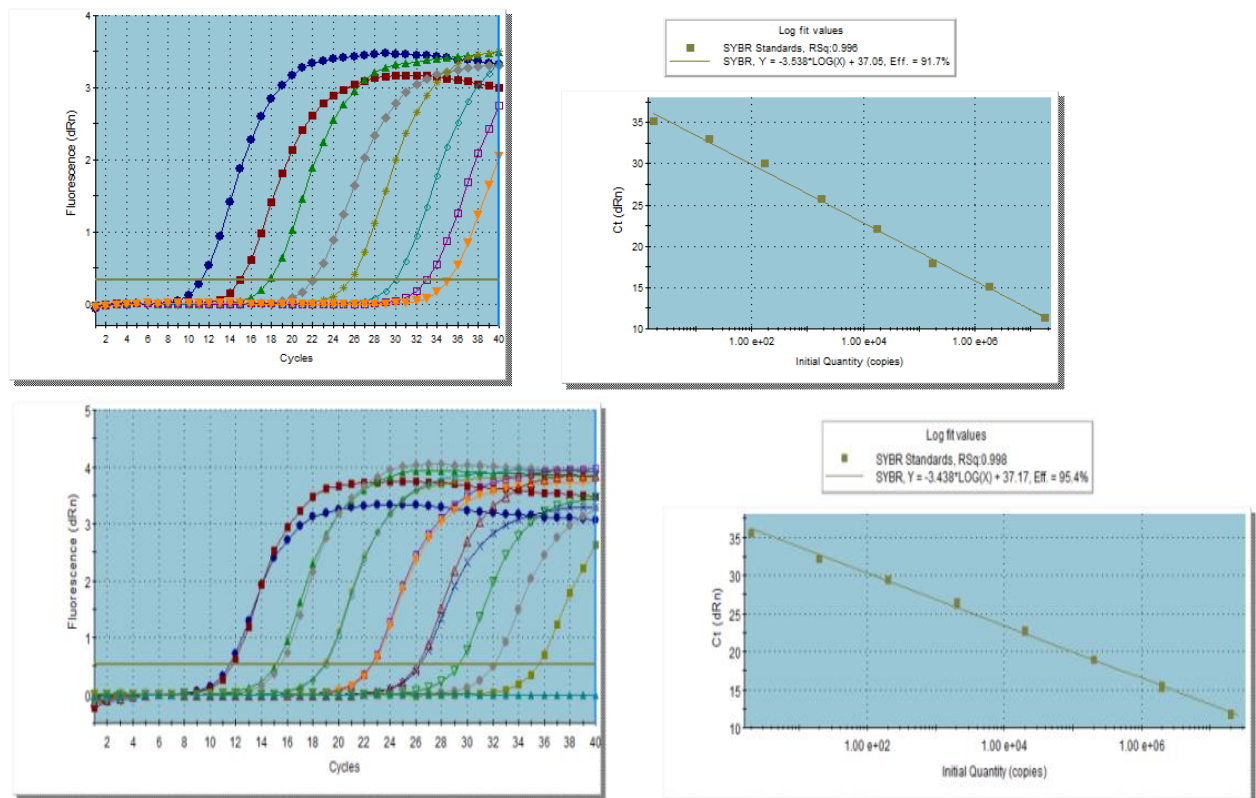 4
3
2
1
0
Fluorescence (dRn)
2 4 6 8 10 12 14 16 18 20 22 24 26 28 30 32 34 36 38 40
Cycles
Log fit values
SYBR Standards, RSq:0.996
SYBR, Y = -3.538*LOG(X) + 37.05, Eff. = 91.7%
35
30
25
20
15
10
Ct (dRn)
1.00 e+02 1.00 e+04 1.00 e+06
Initial Quantity (copies)
5
4
3
2
1
0
Fluorescence (dRn)
2 4 6 8 10 12 14 16 18 20 22 24 26 28 30 32 34 36 38 40
Cycles
Log fit values
SYBR Standards, RSq:0.998
SYBR, Y = -3.438*LOG(X) + 37.17, Eff. = 95.4%
35
30
25
20
15
10
Ct (dRn)
1.00 e+02 1.00 e+04 1.00 e+06
Initial Quantity (copies)